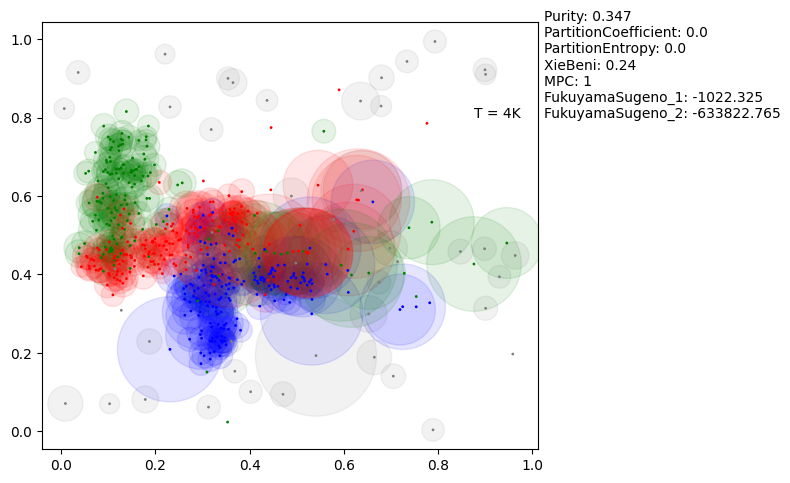 Purity: 0.347
PartitionCoefficient: 0.0
PartitionEntropy: 0.0
XieBeni: 0.24
MPC: 1
FukuyamaSugeno_1: -1022.325
FukuyamaSugeno_2: -633822.765
T = 4K
1.0
0.8
0.6
0.4
0.2
0.0
0.0 0.2 0.4 0.6 0.8 1.0